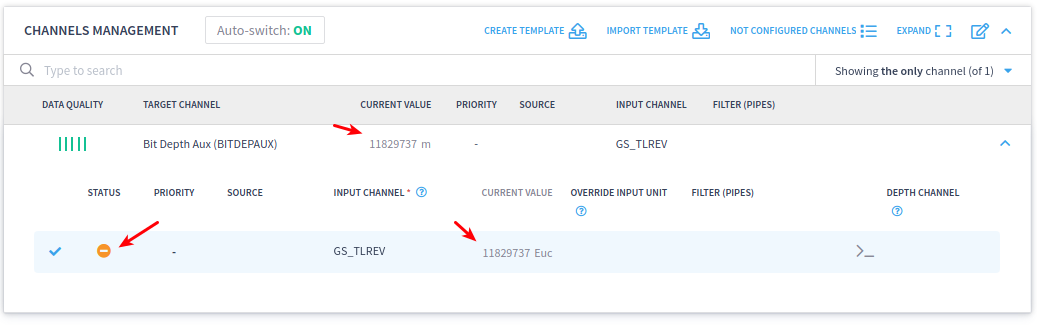 CHANNELS MANAGEMENT Auto-switch: ON CREATE TEMPLATE IMPORT TEMPLATE NOT CONFIGURED CHANNELS EXPAND
Type to search Showing the only channel (of 1)
DATA QUALITY TARGET CHANNEL CURRENT VALUE PRIORITY SOURCE INPUT CHANNEL FILTER (PIPES)
Bit Depth Aux (BITDEPAUX) 11829737 m - GS_TLREV
STATUS PRIORITY SOURCE INPUT CHANNEL * ? CURRENT VALUE OVERRIDE INPUT UNIT ? FILTER (PIPES) DEPTH CHANNEL ?
- GS_TLREV 11829737 Euc